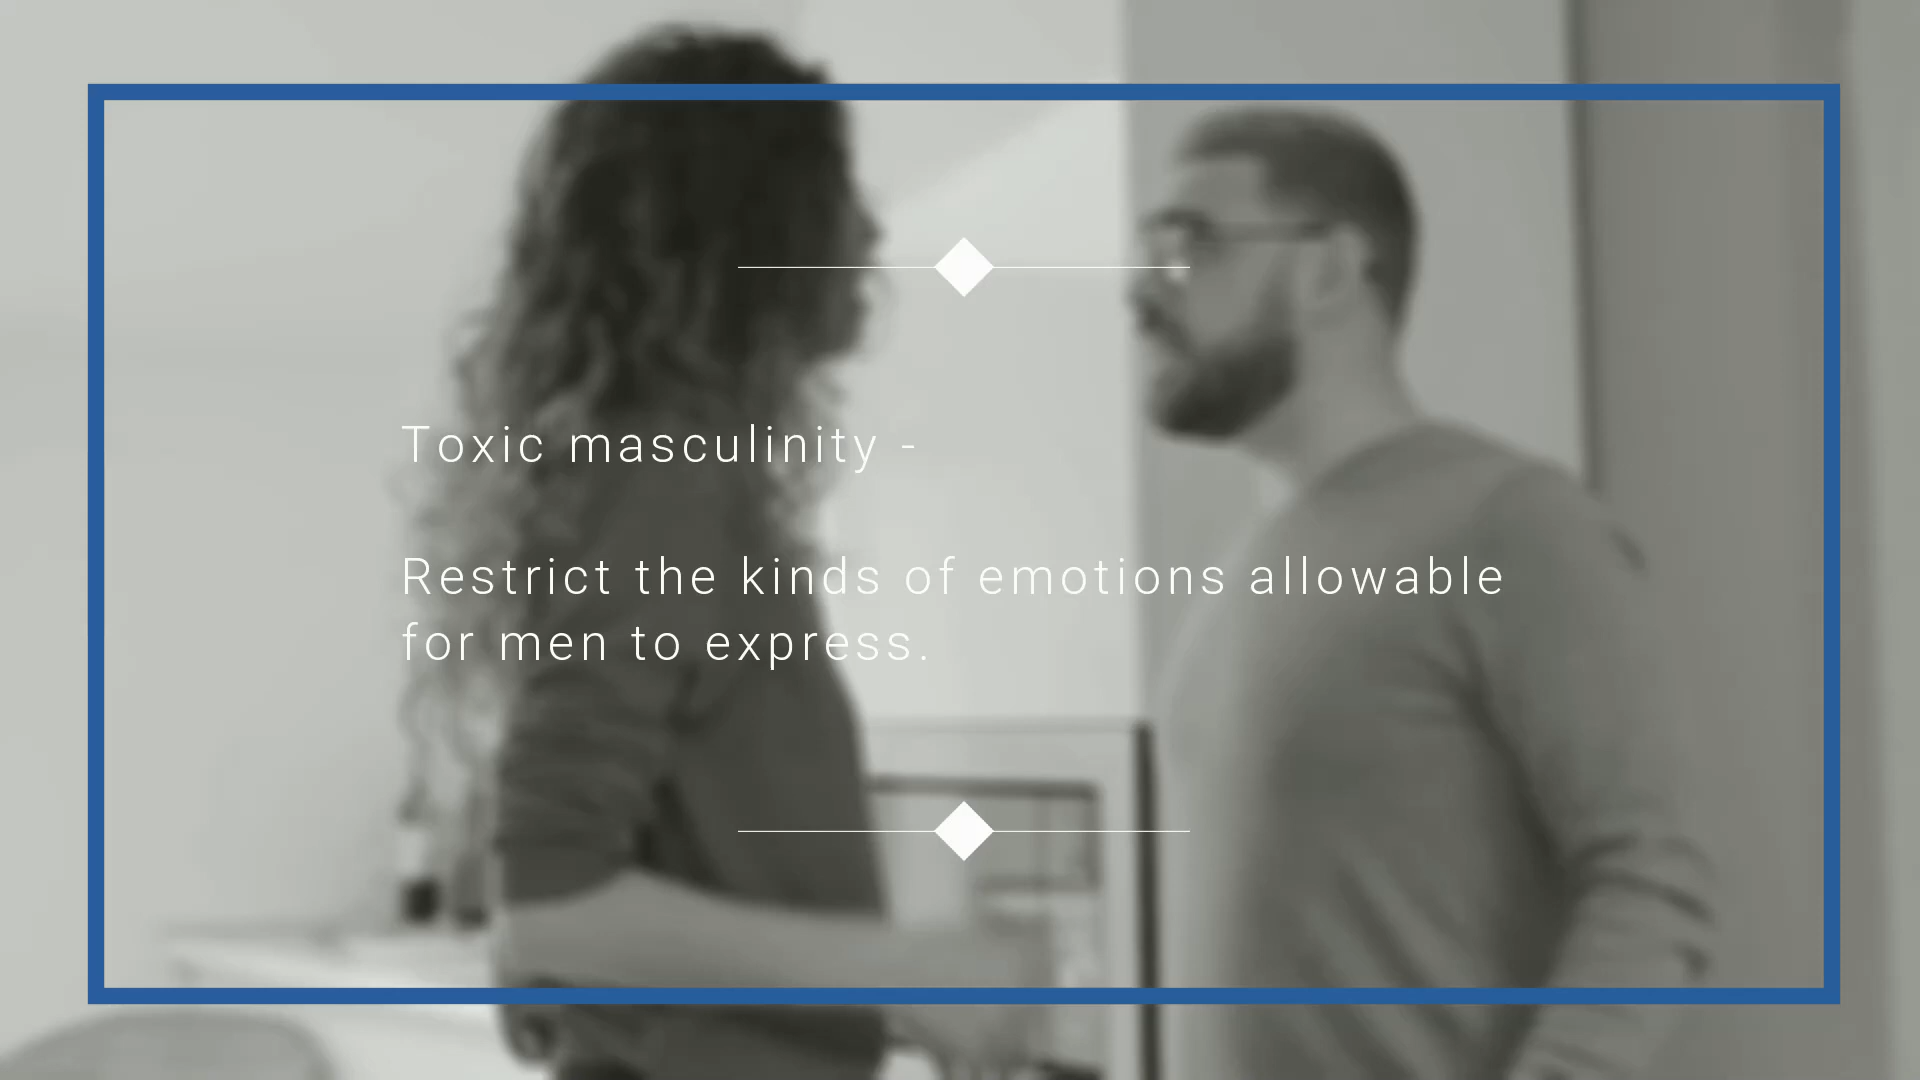 Toxic masculinity -
Restrict the kinds of emotions allowable
for men to express.